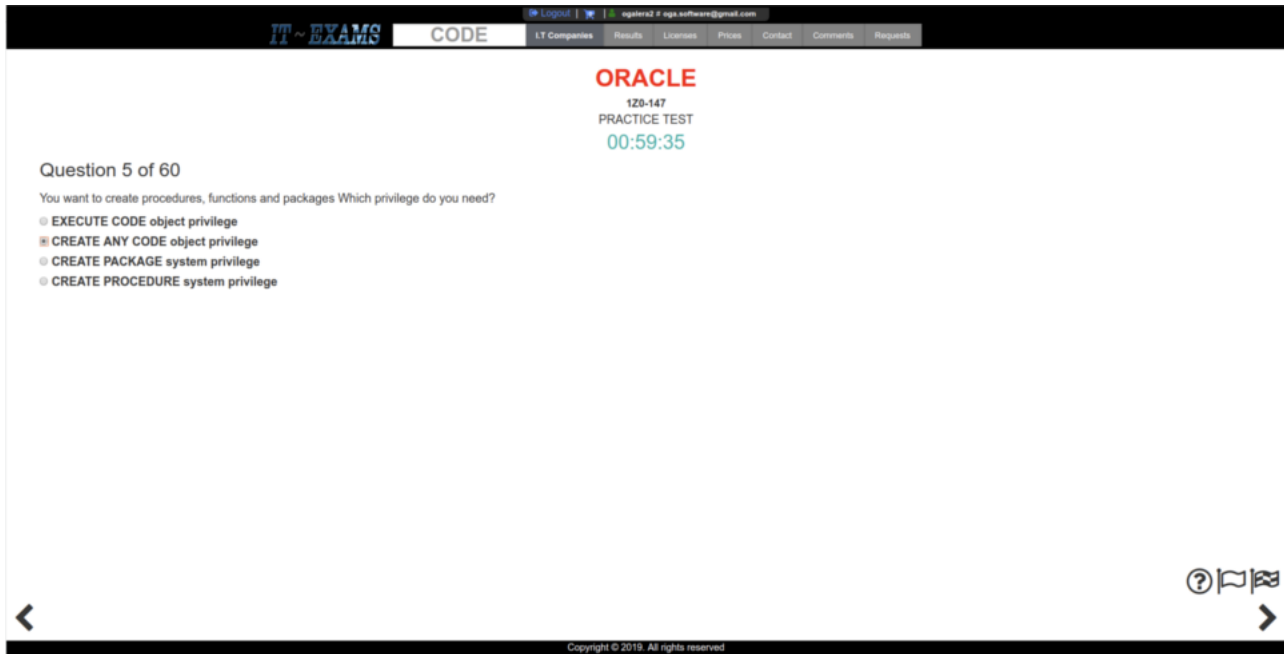 Logout | | ogalera2 # oga.software@gmail.com
IT~EXAMS CODE I.T Companies Results Licenses Prices Contact Comments Requests
ORACLE
1Z0-147
PRACTICE TEST
00:59:35
Question 5 of 60
You want to create procedures, functions and packages Which privilege do you need?
EXECUTE CODE object privilege
CREATE ANY CODE object privilege
CREATE PACKAGE system privilege
CREATE PROCEDURE system privilege
Copyright © 2019. All rights reserved